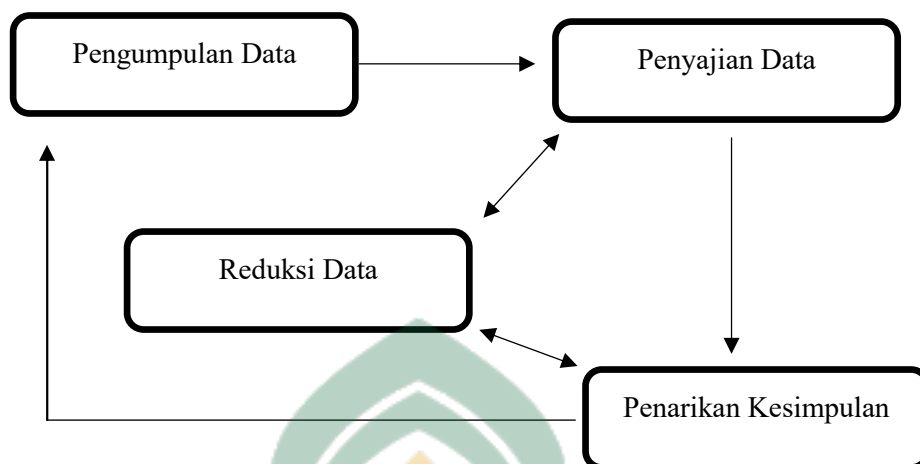 Pengumpulan Data
Penyajian Data
Reduksi Data
Penarikan Kesimpulan